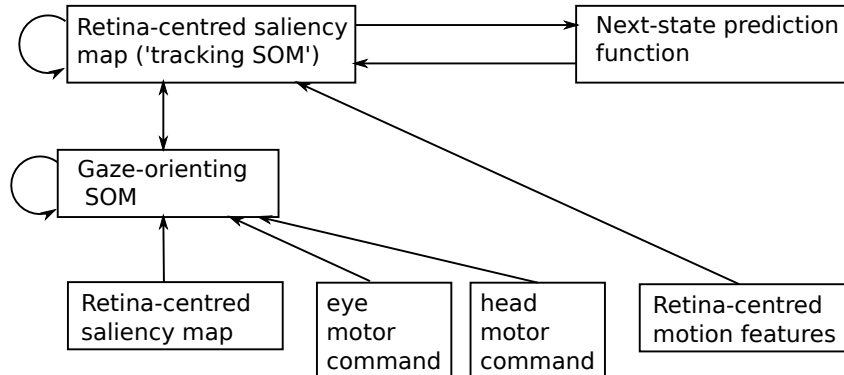 Retina-centred saliency
map ('tracking SOM')
Next-state prediction
function
Gaze-orienting
SOM
Retina-centred
saliency map
eye
motor
command
head
motor
command
Retina-centred
motion features